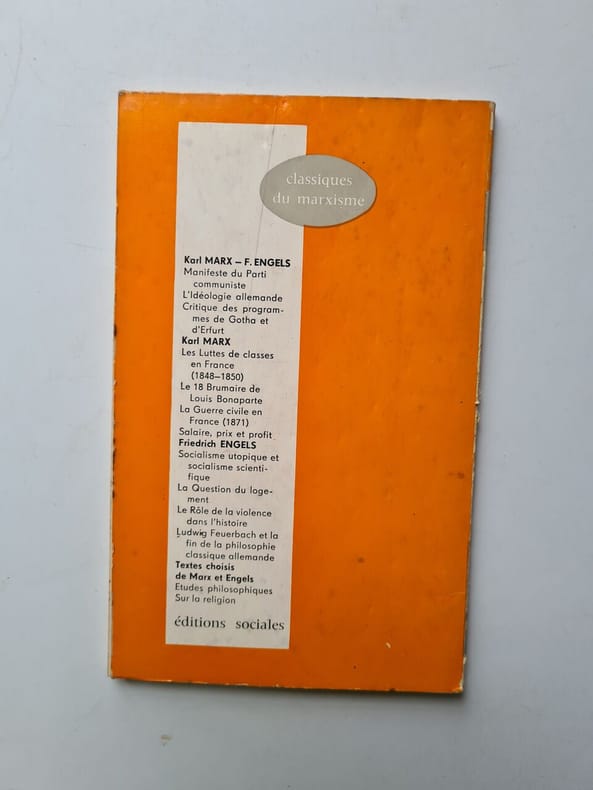 classiques
du marxisme
Karl MARX – F. ENGELS
Manifeste du Parti
communiste
L'Idéologie allemande
Critique des program-
mes de Gotha et
d'Erfurt
Karl MARX
Les Luttes de classes
en France
(1848–1850)
Le 18 Brumaire de
Louis Bonaparte
La Guerre civile en
France (1871)
Salaire, prix et profit
Friedrich ENGELS
Socialisme utopique et
socialisme scienti-
fique
La Question du loge-
ment
Le Rôle de la violence
dans l'histoire
Ludwig Feuerbach et la
fin de la philosophie
classique allemande
Textes choisis
de Marx et Engels
Etudes philosophiques
Sur la religion
éditions sociales